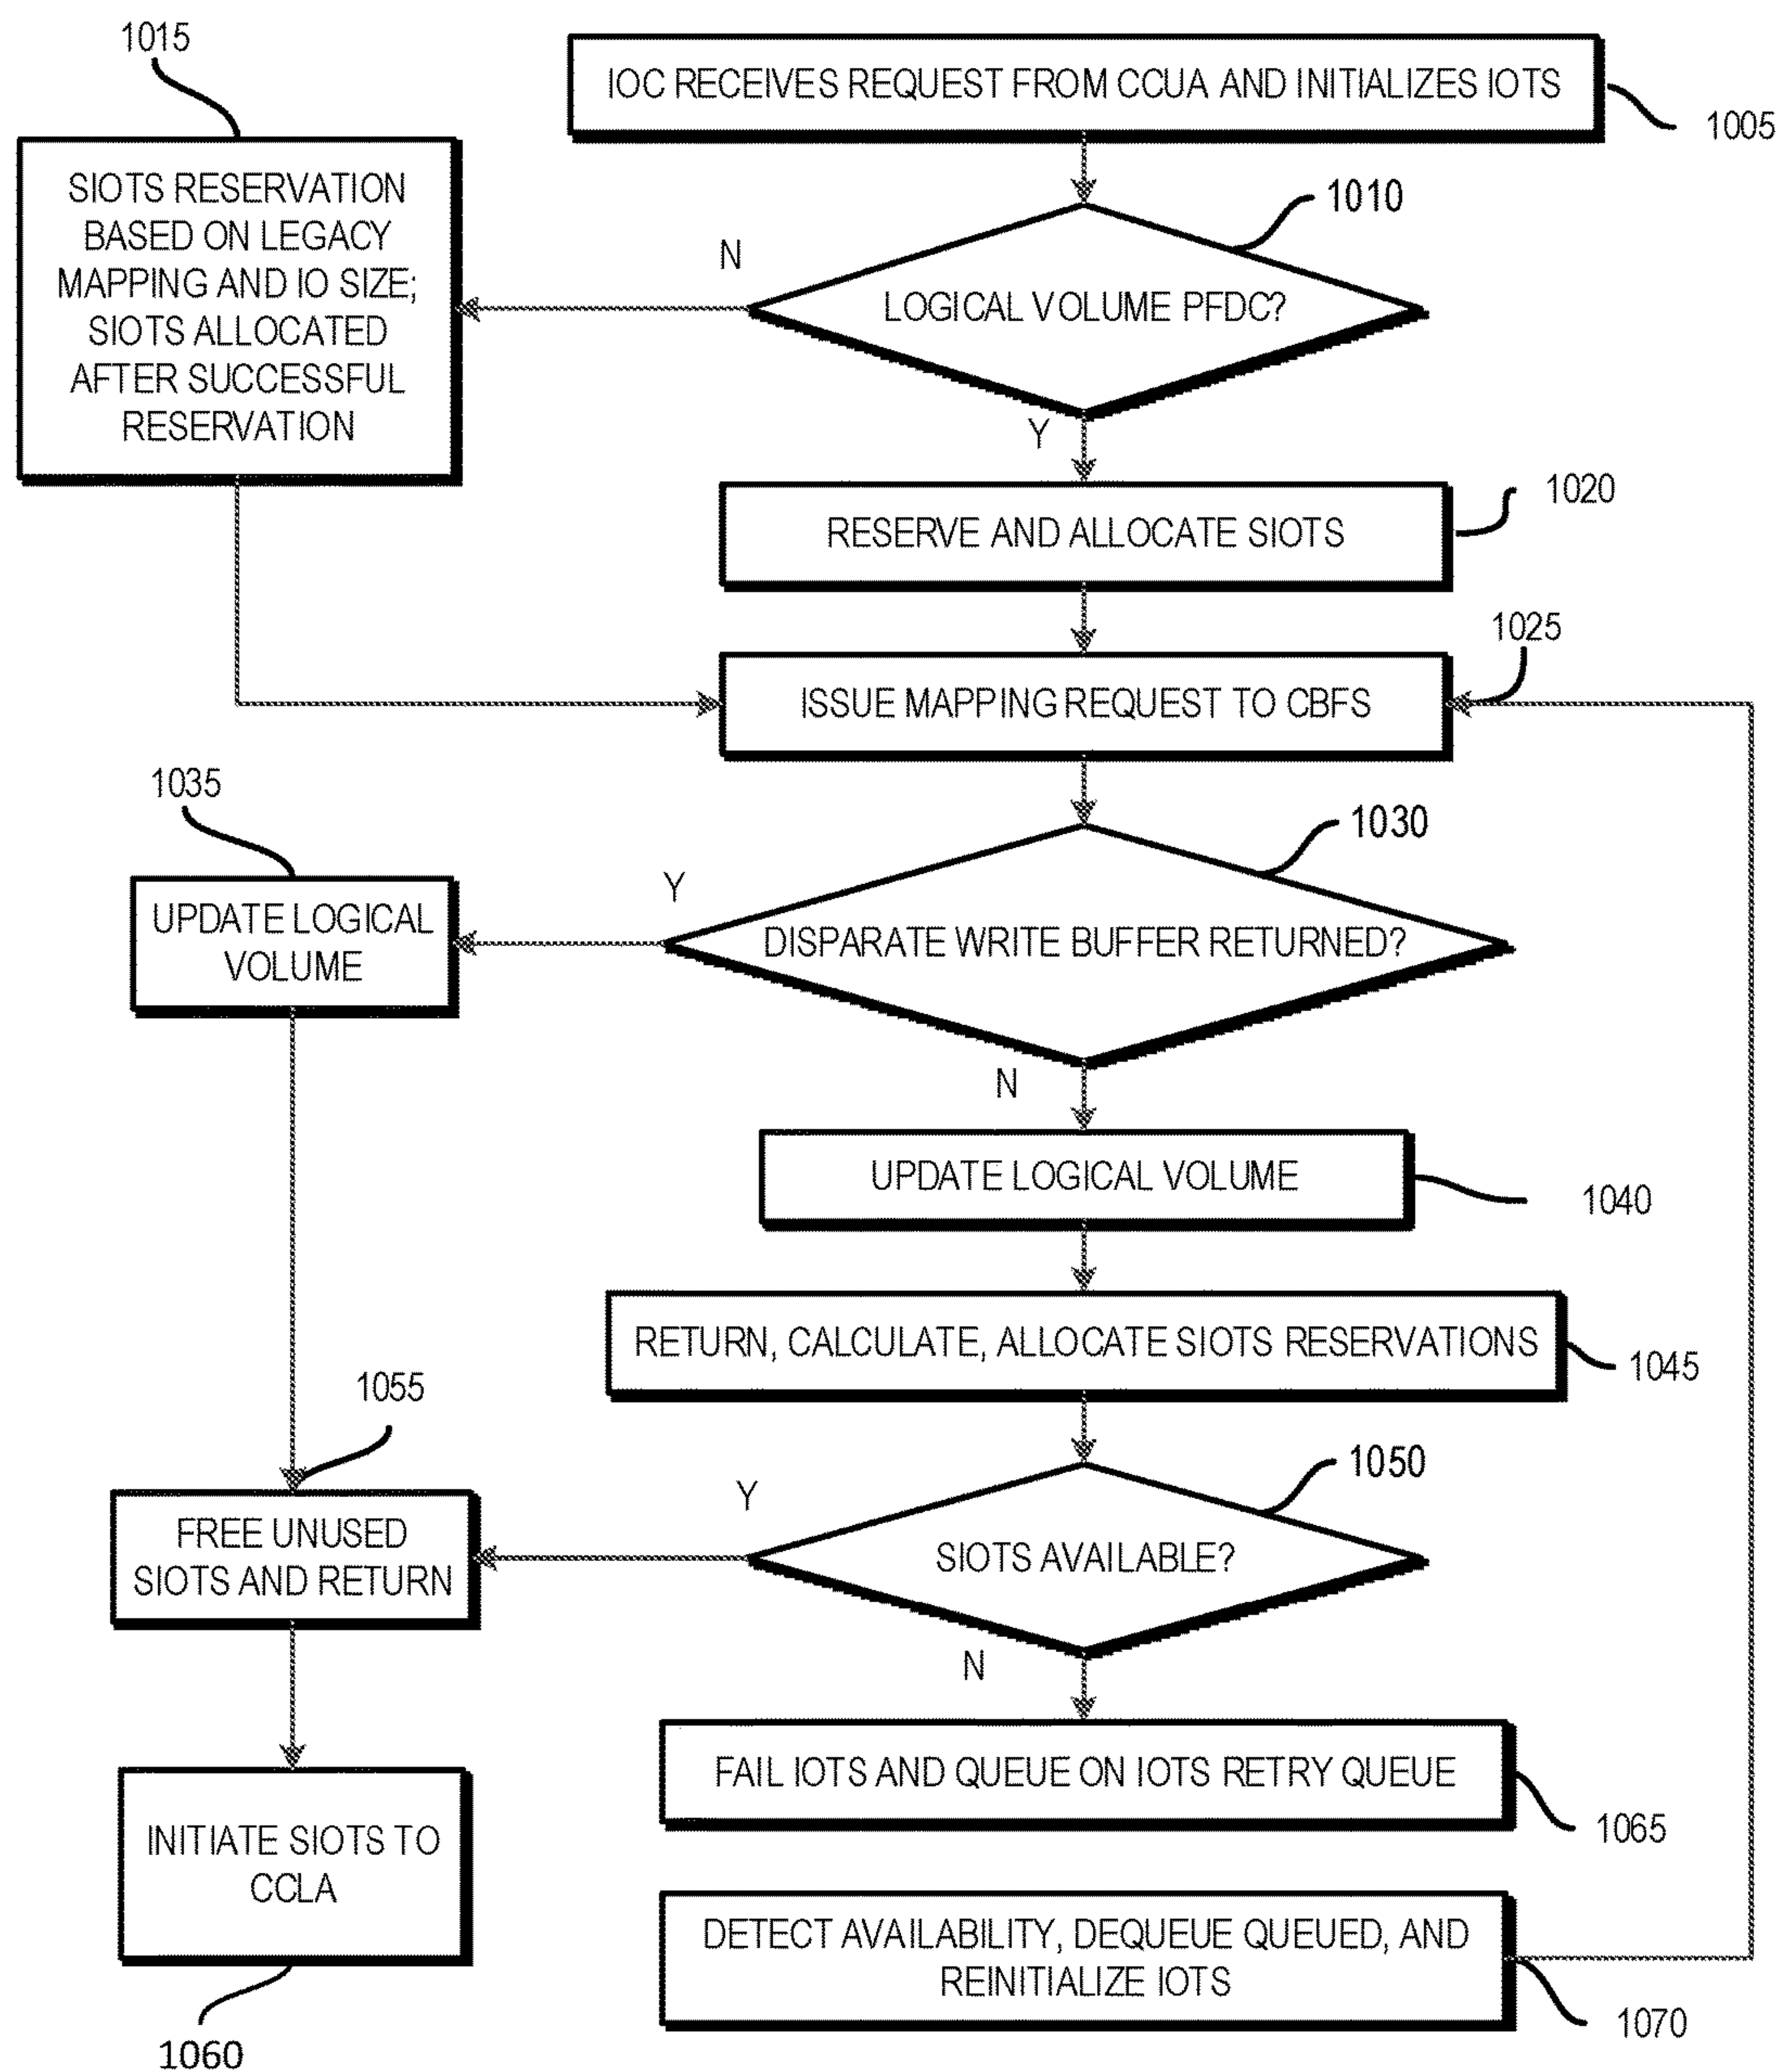 1015
IOC RECEIVES REQUEST FROM CCUA AND INITIALIZES IOTS
1005
SIOTS RESERVATION
BASED ON LEGACY
MAPPING AND IO SIZE;
SIOTS ALLOCATED
AFTER SUCCESSFUL
RESERVATION
1010
N
LOGICAL VOLUME PFDC?
Y
1020
RESERVE AND ALLOCATE SIOTS
1025
ISSUE MAPPING REQUEST TO CBFS
1035
1030
Y
UPDATE LOGICAL
VOLUME
DISPARATE WRITE BUFFER RETURNED?
N
UPDATE LOGICAL VOLUME
1040
RETURN, CALCULATE, ALLOCATE SIOTS RESERVATIONS
1045
1055
1050
Y
FREE UNUSED
SIOTS AND RETURN
SIOTS AVAILABLE?
N
FAIL IOTS AND QUEUE ON IOTS RETRY QUEUE
1065
INITIATE SIOTS TO
CCLA
DETECT AVAILABILITY, DEQUEUE QUEUED, AND
REINITIALIZE IOTS
1070
1060